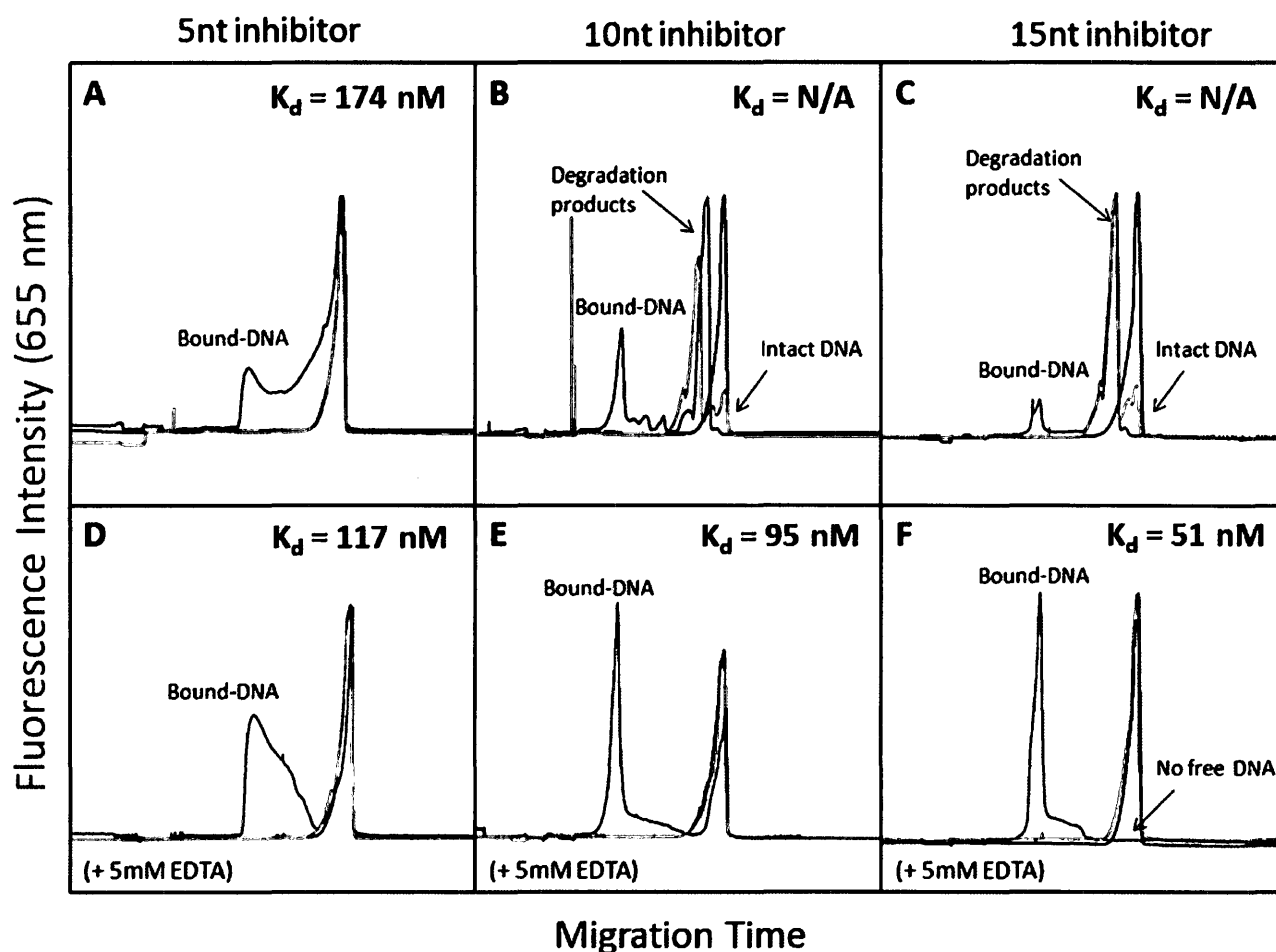 5nt inhibitor
10nt inhibitor
15nt inhibitor
A
K_d = 174 nM
Bound-DNA
B
K_d = N/A
Degradation
products
Bound-DNA
Intact DNA
C
K_d = N/A
Degradation
products
Bound-DNA
Intact DNA
D
K_d = 117 nM
Bound-DNA
(+ 5mM EDTA)
E
K_d = 95 nM
Bound-DNA
(+ 5mM EDTA)
F
K_d = 51 nM
Bound-DNA
No free DNA
(+ 5mM EDTA)
Fluorescence Intensity (655 nm)
Migration Time